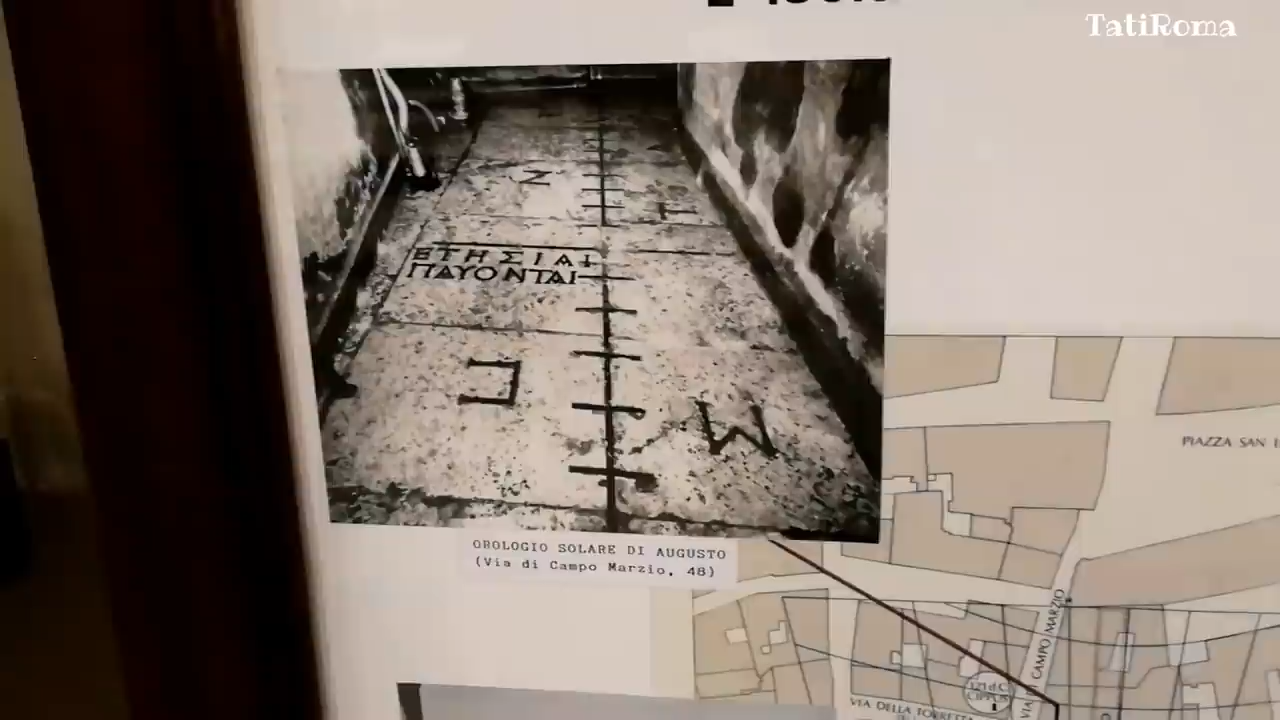 TatiRoma
ΕΤΗΣΙΑΙ
ΠΑΥΟΝΤΑΙ
OROLOGIO SOLARE DI AUGUSTO
(Via di Campo Marzio, 48)
PIAZZA SAN
CAMPO MARZIO
VIA
VIA DELLA TORRETTA